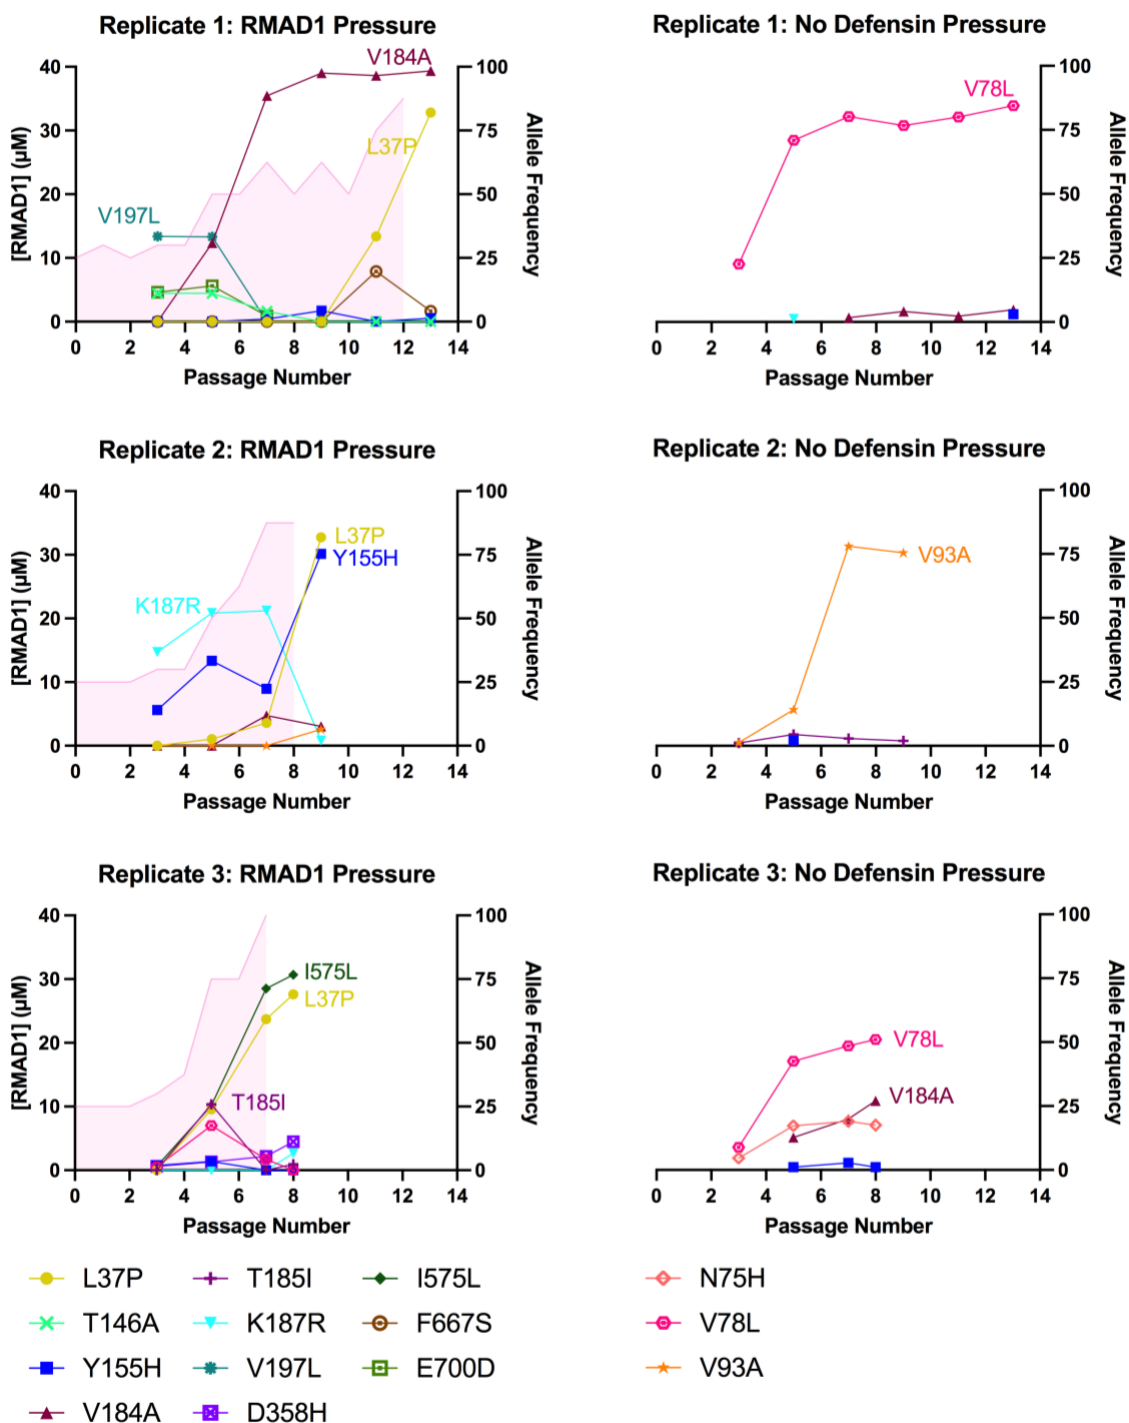 Replicate 1: RMAD1 Pressure
[RMAD1] (µM)
40
30
20
10
0
V184A
L37P
V197L
100
75
50
25
0
Allele Frequency
0 2 4 6 8 10 12 14
Passage Number
Replicate 1: No Defensin Pressure
V78L
100
75
50
25
0
Allele Frequency
0 2 4 6 8 10 12 14
Passage Number
Replicate 2: RMAD1 Pressure
[RMAD1] (µM)
40
30
20
10
0
L37P
Y155H
K187R
100
75
50
25
0
Allele Frequency
0 2 4 6 8 10 12 14
Passage Number
Replicate 2: No Defensin Pressure
V93A
100
75
50
25
0
Allele Frequency
0 2 4 6 8 10 12 14
Passage Number
Replicate 3: RMAD1 Pressure
[RMAD1] (µM)
40
30
20
10
0
I575L
L37P
T185I
100
75
50
25
0
Allele Frequency
0 2 4 6 8 10 12 14
Passage Number
Replicate 3: No Defensin Pressure
V78L
V184A
100
75
50
25
0
Allele Frequency
0 2 4 6 8 10 12 14
Passage Number
L37P T185I I575L N75H
T146A K187R F667S V78L
Y155H V197L E700D V93A
V184A D358H